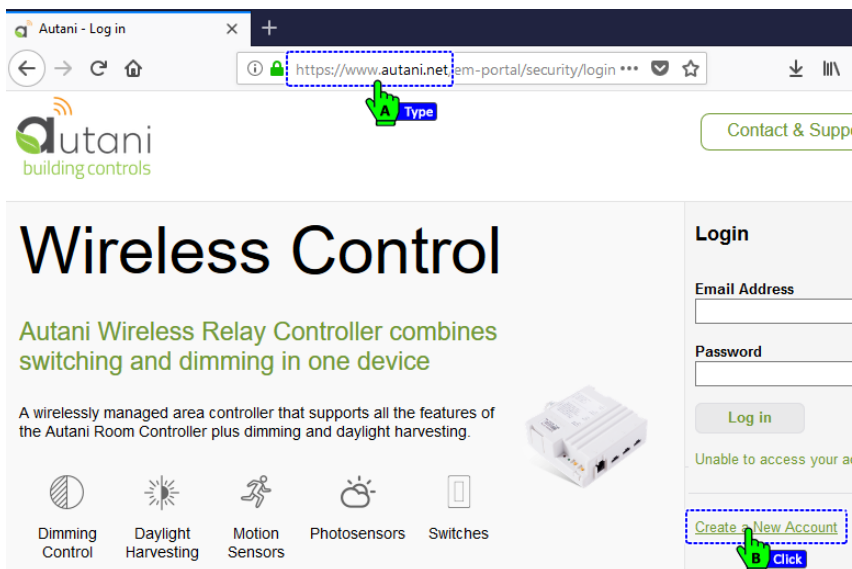 Autani - Log in
https://www.autani.net/em-portal/security/login
A Type
autani
building controls
Contact & Suppo
Wireless Control
Login
Email Address
Autani Wireless Relay Controller combines
switching and dimming in one device
Password
A wirelessly managed area controller that supports all the features of
the Autani Room Controller plus dimming and daylight harvesting.
Log in
Unable to access your a
Dimming
Control
Daylight
Harvesting
Motion
Sensors
Photosensors
Switches
Create a New Account
B Click